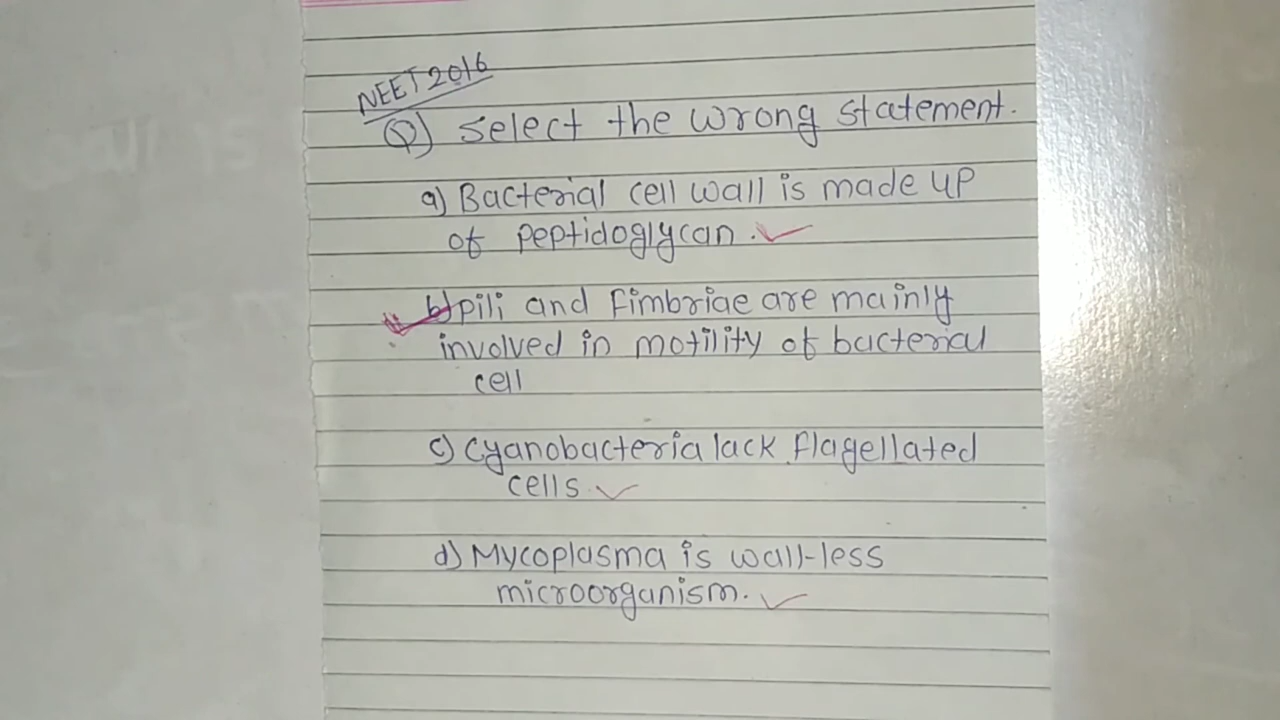 NEET 2016
Q) Select the wrong statement.
a) Bacterial cell wall is made up
of peptidoglycan.
b) pili and fimbriae are mainly
involved in motility of bacterial
cell
c) Cyanobacteria lack flagellated
cells.
d) Mycoplasma is wall-less
microorganism.